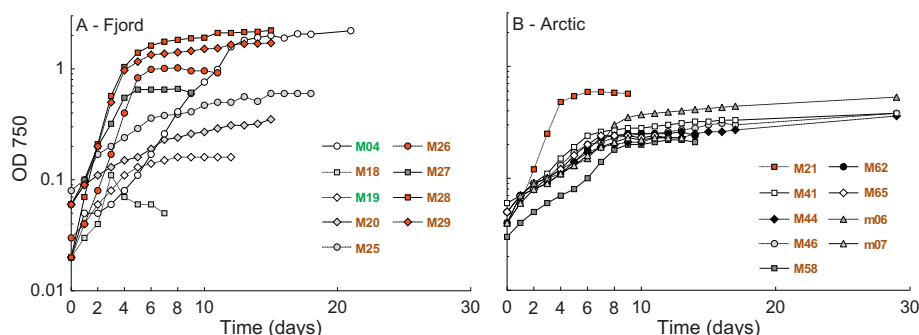 A - Fjord
B - Arctic
OD 750
1
0.1
0.01
M04
M26
M18
M27
M19
M28
M20
M29
M25
0 2 4 6 8 10 20 30
Time (days)
M21
M62
M41
M65
M44
m06
M46
m07
M58
0 2 4 6 8 10 20 30
Time (days)